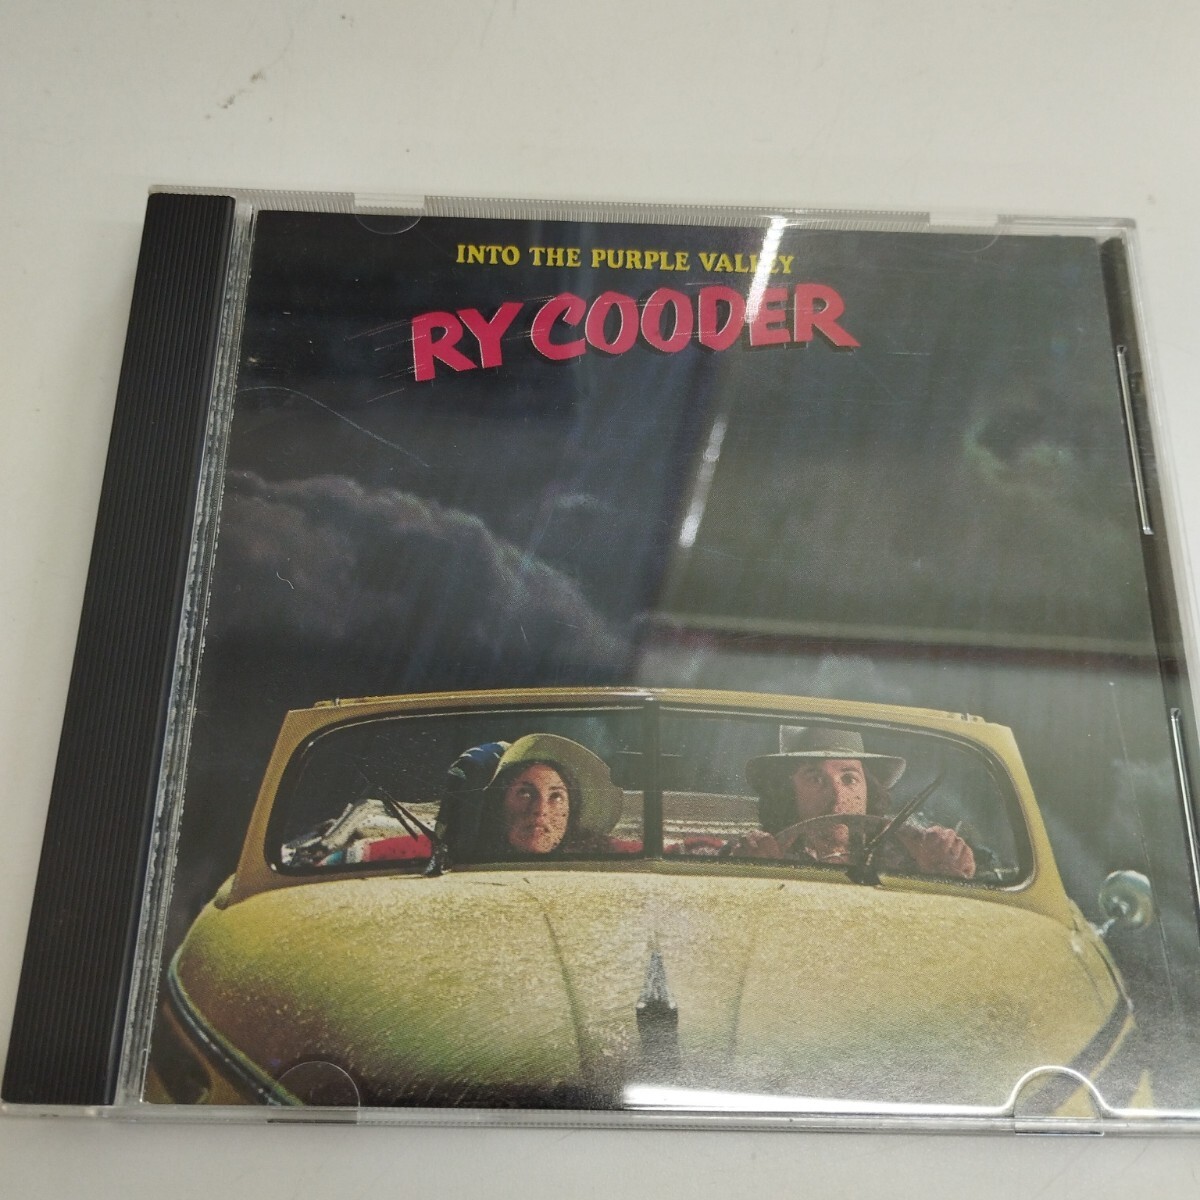 INTO THE PURPLE VALLEY
RY COODER